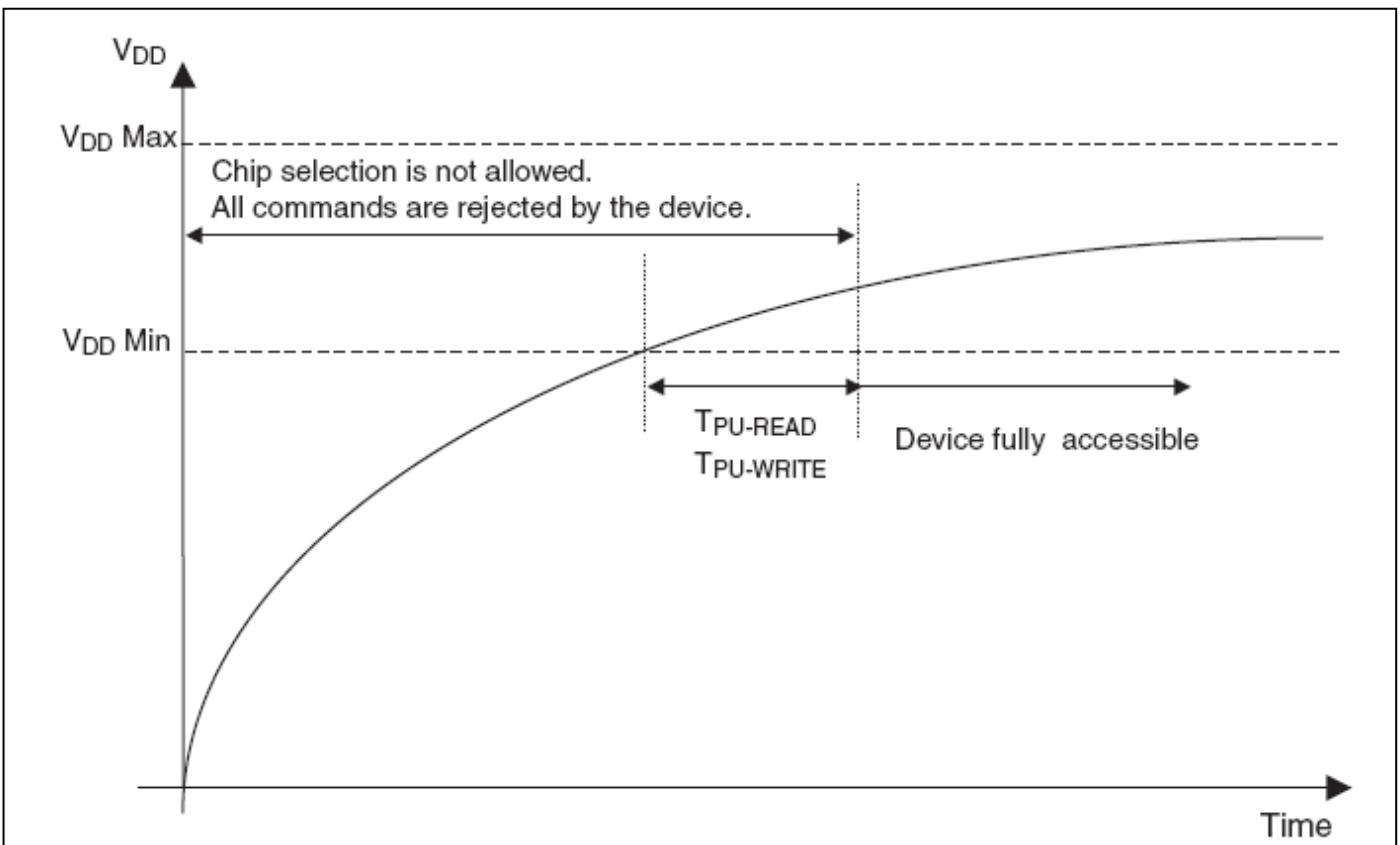 VDD
VDD Max
Chip selection is not allowed.
All commands are rejected by the device.
VDD Min
TPU-READ
TPU-WRITE
Device fully accessible
Time